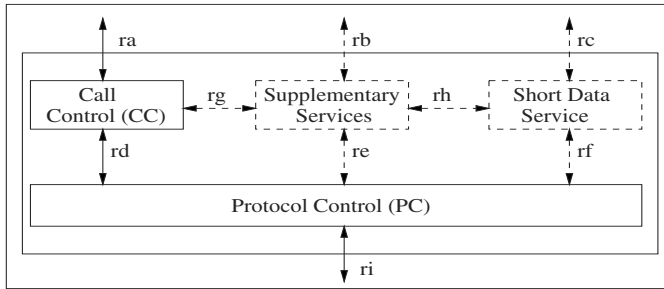 ra
rb
rc
Call
Control (CC)
rg
Supplementary
Services
rh
Short Data
Service
rd
re
rf
Protocol Control (PC)
ri